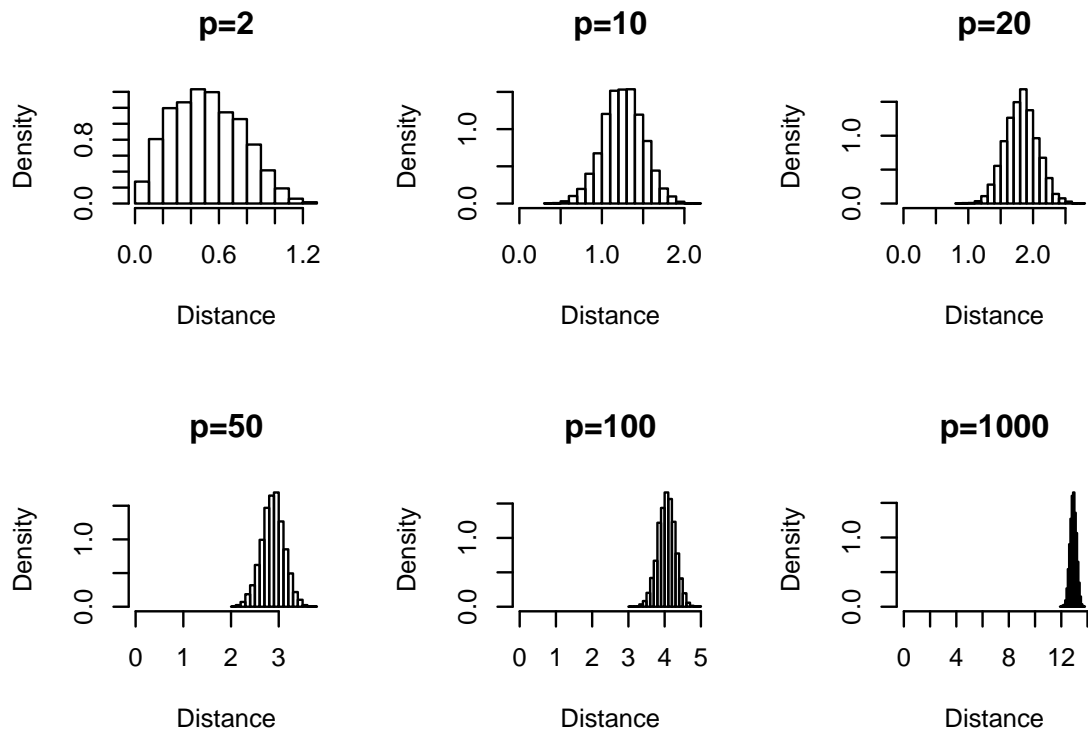 p=2
Density
0.0 0.8
0.0 0.6 1.2
Distance
p=10
Density
0.0 1.0
0.0 1.0 2.0
Distance
p=20
Density
0.0 1.0
0.0 1.0 2.0
Distance
p=50
Density
0.0 1.0
0 1 2 3
Distance
p=100
Density
0.0 1.0
0 1 2 3 4 5
Distance
p=1000
Density
0.0 1.0
0 4 8 12
Distance